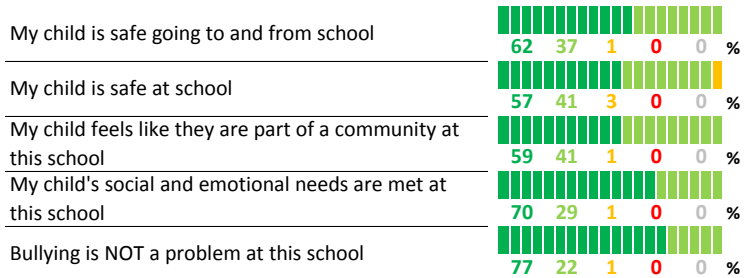 My child is safe going to and from school
62 37 1 0 0 %
My child is safe at school
57 41 3 0 0 %
My child feels like they are part of a community at
this school
59 41 1 0 0 %
My child's social and emotional needs are met at
this school
70 29 1 0 0 %
Bullying is NOT a problem at this school
77 22 1 0 0 %